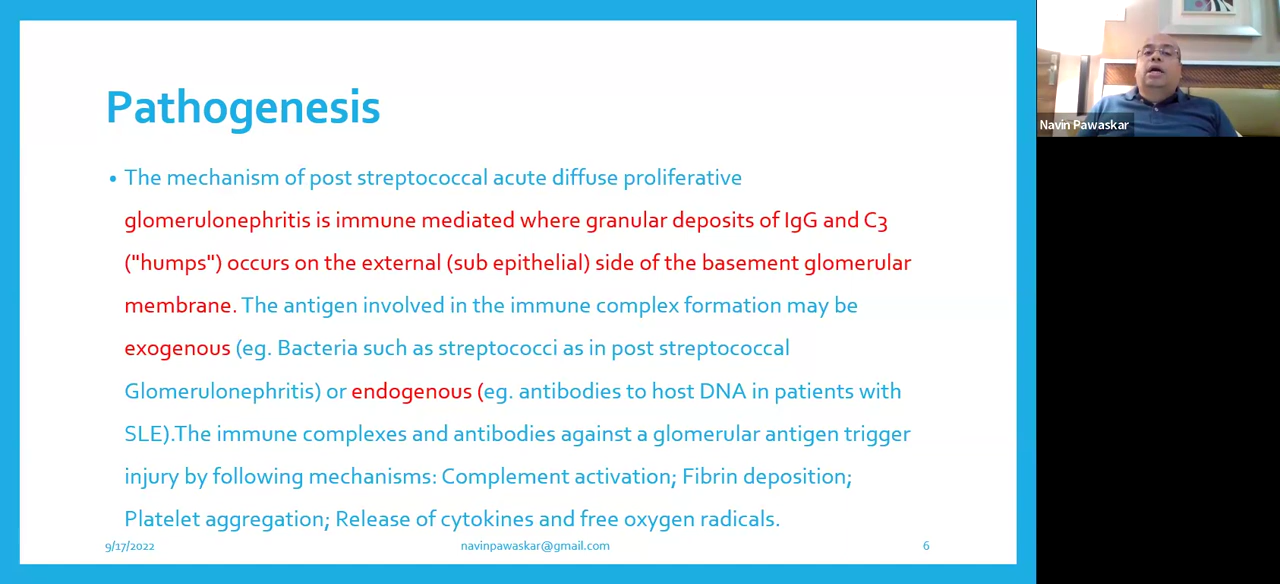 Pathogenesis
• The mechanism of post streptococcal acute diffuse proliferative
glomerulonephritis is immune mediated where granular deposits of IgG and C3
("humps") occurs on the external (sub epithelial) side of the basement glomerular
membrane. The antigen involved in the immune complex formation may be
exogenous (eg. Bacteria such as streptococci as in post streptococcal
Glomerulonephritis) or endogenous (eg. antibodies to host DNA in patients with
SLE).The immune complexes and antibodies against a glomerular antigen trigger
injury by following mechanisms: Complement activation; Fibrin deposition;
Platelet aggregation; Release of cytokines and free oxygen radicals.
9/17/2022 navinpawaskar@gmail.com 6
Navin Pawaskar